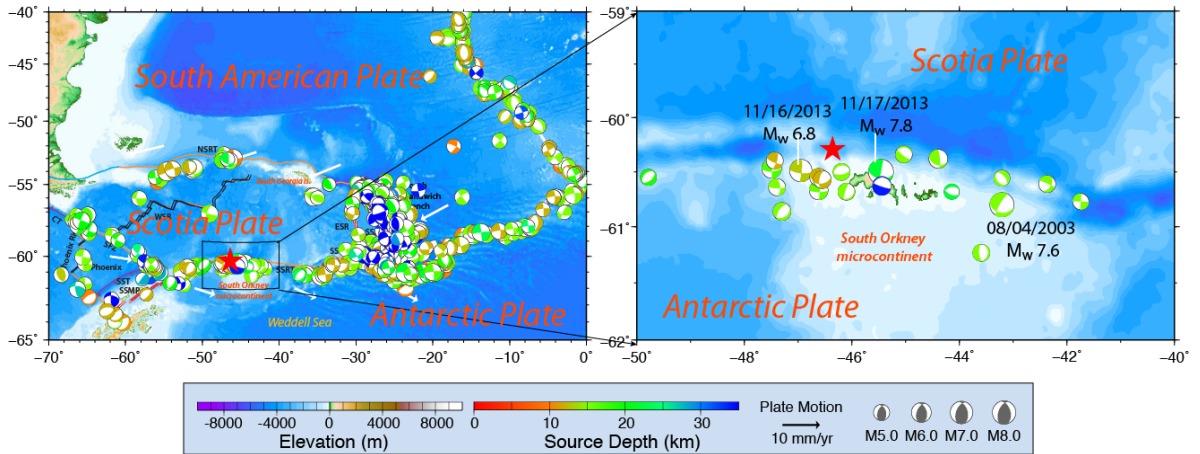 −40°
−45°
−50°
−55°
−60°
−65°
−70°
−60°
−50°
−40°
−30°
−20°
−10°
0°
South American Plate
NSRT
South Georgia Is.
Scotia Plate
WSR
ESR
Phoenix
SST
SSMP
SSRT
South Orkney
microcontinent
Weddell Sea
Antarctic Plate
−59°
−60°
−61°
−62°
−50°
−48°
−46°
−44°
−42°
−40°
Scotia Plate
11/16/2013
Mw 6.8
11/17/2013
Mw 7.8
08/04/2003
Mw 7.6
South Orkney
microcontinent
Antarctic Plate
-8000 -4000 0 4000 8000
Elevation (m)
0 10 20 30
Source Depth (km)
Plate Motion
10 mm/yr
M5.0 M6.0 M7.0 M8.0